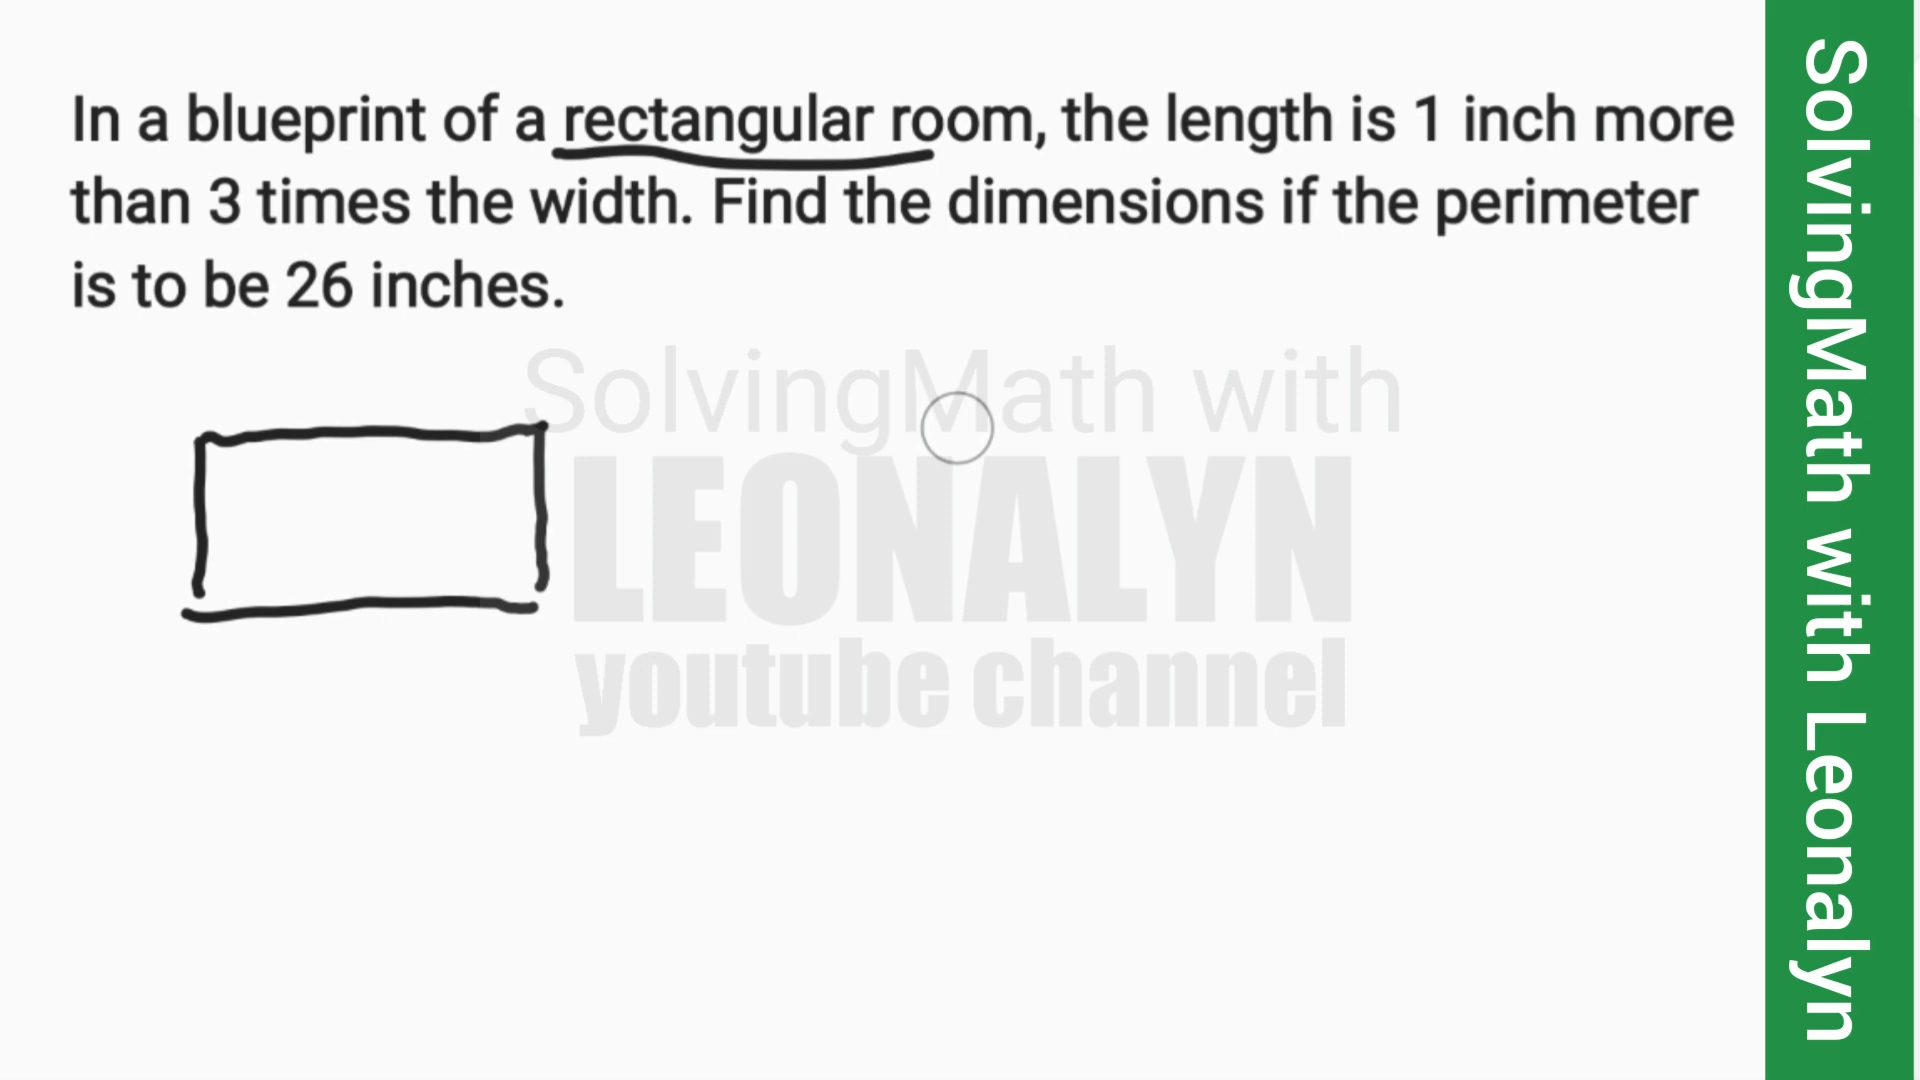 In a blueprint of a rectangular room, the length is 1 inch more
than 3 times the width. Find the dimensions if the perimeter
is to be 26 inches.
SolvingMath with
LEONALYN
youtube channel
SolvingMath with Leonalyn